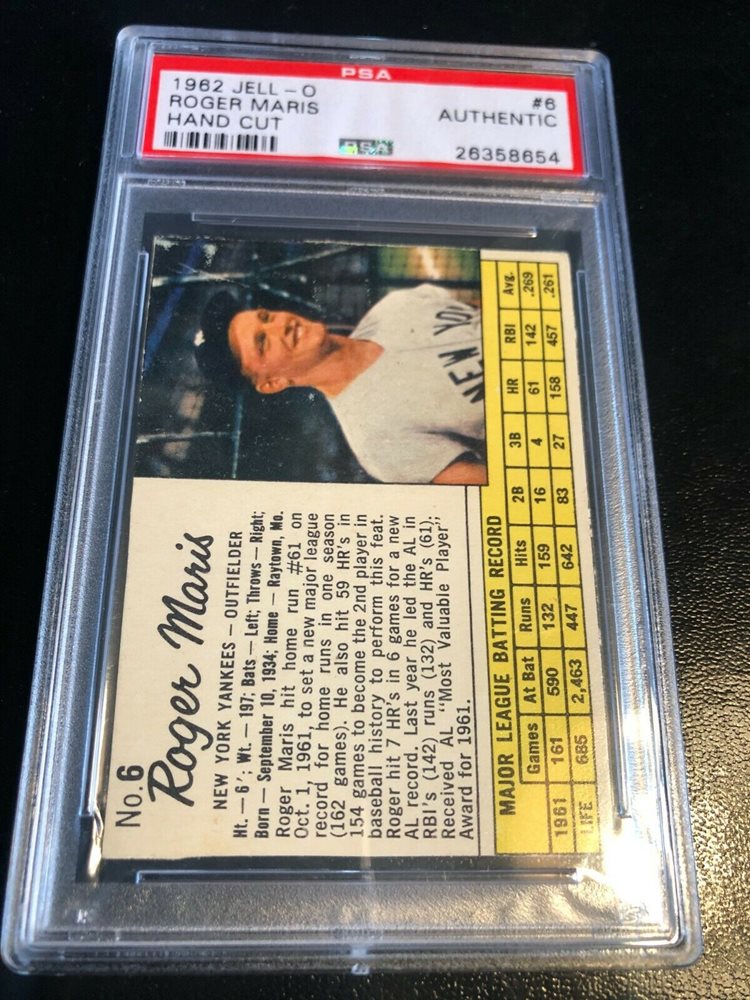 PSA
1962 JELL-O #6
ROGER MARIS AUTHENTIC
HAND CUT
PSA
26358654
No. 6
Roger Maris
NEW YORK YANKEES — OUTFIELDER
Ht. — 6'; Wt. — 197; Bats — Left; Throws — Right;
Born — September 10, 1934; Home — Raytown, Mo.
Roger Maris hit home run #61 on
Oct. 1, 1961, to set a new major league
record for home runs in one season
(162 games). He also hit 59 HR's in
154 games to become the 2nd player in
baseball history to perform this feat.
Roger hit 7 HR's in 6 games for a new
AL record. Last year he led the AL in
RBI's (142) runs (132) and HR's (61).
Received AL "Most Valuable Player"
Award for 1961.
NEW YO
MAJOR LEAGUE BATTING RECORD
Games At Bat Runs Hits 2B 3B HR RBI Avg.
1961 161 590 132 159 16 4 61 142 .269
LIFE 685 2,463 447 642 83 27 158 457 .261